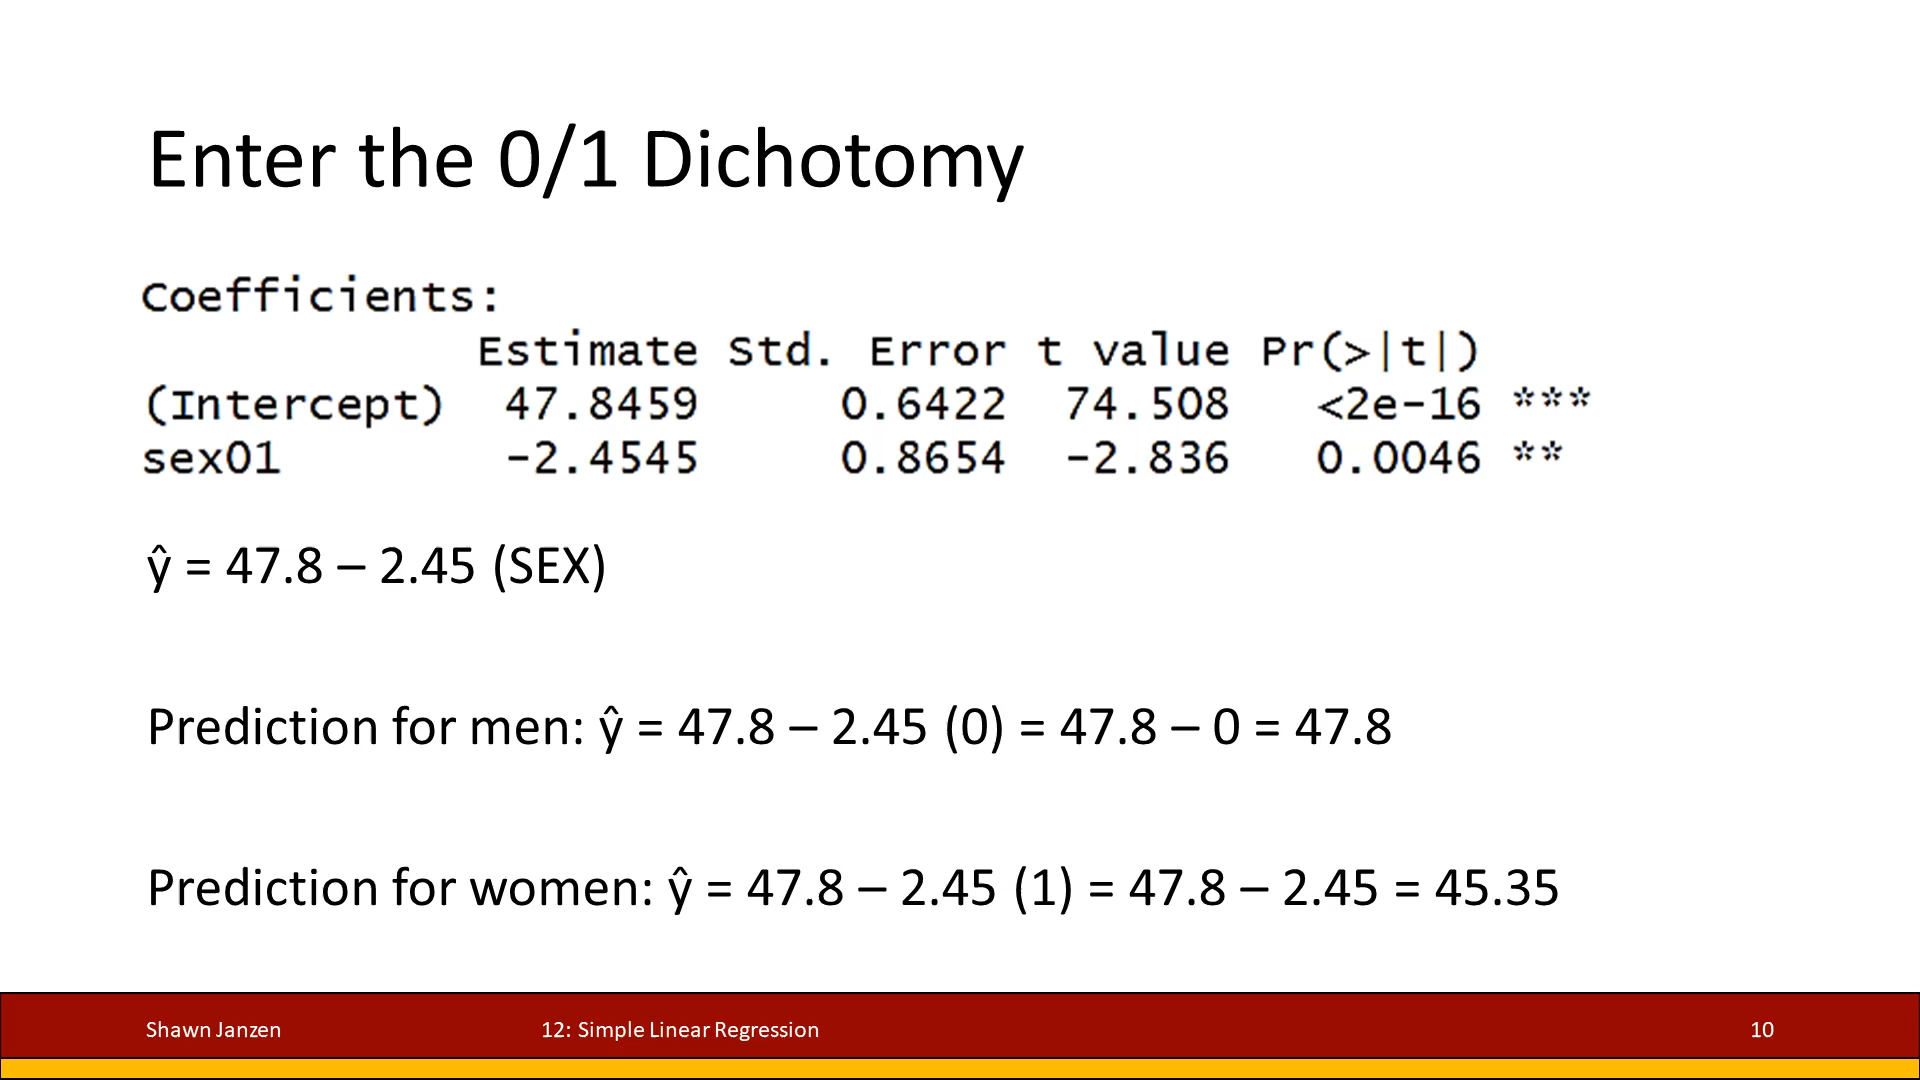 Enter the 0/1 Dichotomy
Coefficients:
Estimate Std. Error t value Pr(>|t|)
(Intercept) 47.8459 0.6422 74.508 <2e-16 ***
sex01 -2.4545 0.8654 -2.836 0.0046 **
ŷ = 47.8 – 2.45 (SEX)
Prediction for men: ŷ = 47.8 – 2.45 (0) = 47.8 – 0 = 47.8
Prediction for women: ŷ = 47.8 – 2.45 (1) = 47.8 – 2.45 = 45.35
Shawn Janzen 12: Simple Linear Regression 10